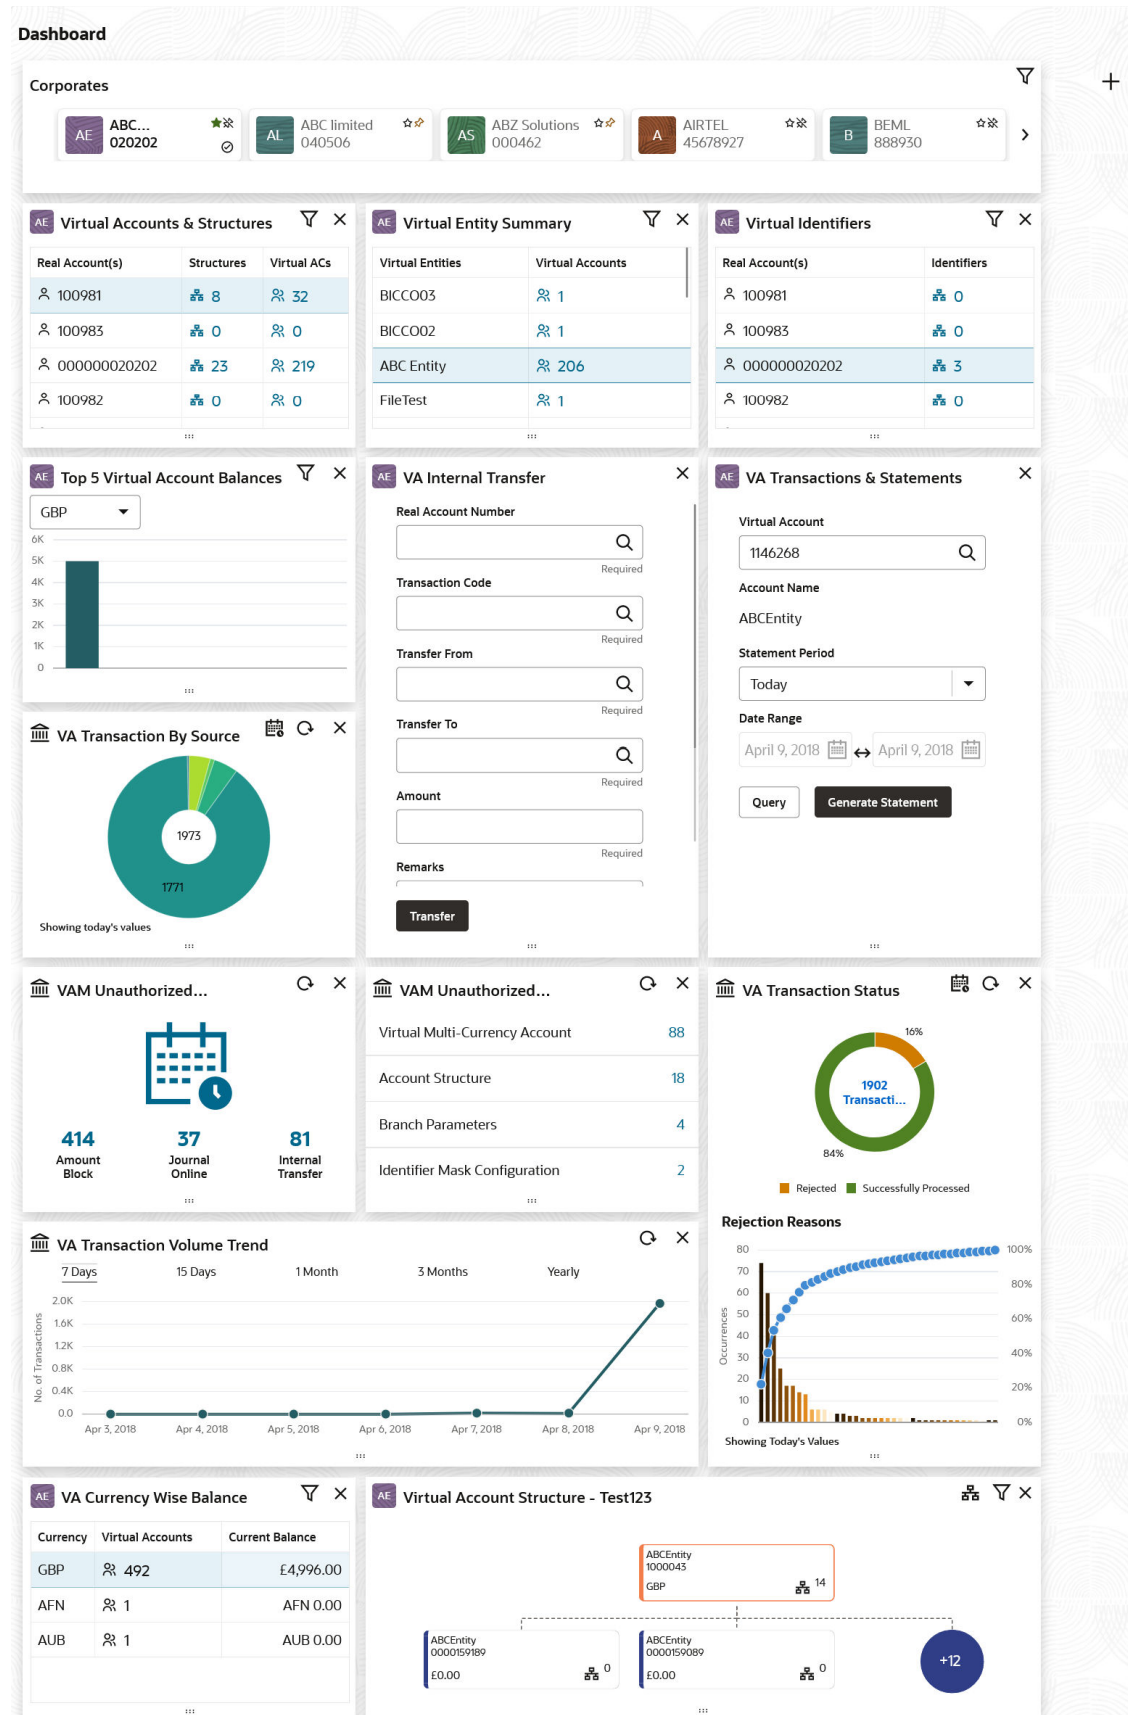 Dashboard
Corporates
AE ABC... 020202
AL ABC limited 040506
AS ABZ Solutions 000462
A AIRTEL 45678927
B BEML 888930
AE Virtual Accounts & Structures
Real Account(s) Structures Virtual ACs
100981 8 32
100983 0 0
000000020202 23 219
100982 0 0
AE Virtual Entity Summary
Virtual Entities Virtual Accounts
BICCO03 1
BICCO02 1
ABC Entity 206
FileTest 1
AE Virtual Identifiers
Real Account(s) Identifiers
100981 0
100983 0
000000020202 3
100982 0
AE Top 5 Virtual Account Balances
GBP
6K
5K
4K
3K
2K
1K
0
AE VA Internal Transfer
Real Account Number
Required
Transaction Code
Required
Transfer From
Required
Transfer To
Required
Amount
Required
Remarks
Transfer
AE VA Transactions & Statements
Virtual Account
1146268
Account Name
ABCEntity
Statement Period
Today
Date Range
April 9, 2018 April 9, 2018
Query Generate Statement
VA Transaction By Source
1973
1771
Showing today's values
VAM Unauthorized...
414 37 81
Amount Journal Internal
Block Online Transfer
VAM Unauthorized...
Virtual Multi-Currency Account 88
Account Structure 18
Branch Parameters 4
Identifier Mask Configuration 2
VA Transaction Status
16%
1902
Transacti...
84%
Rejected Successfully Processed
Rejection Reasons
80 100%
70
80%
60
60%
50
40
40%
30
20 20%
10
0 0%
Occurrences
Showing Today's Values
VA Transaction Volume Trend
7 Days 15 Days 1 Month 3 Months Yearly
2.0K
1.6K
1.2K
0.8K
0.4K
0.0
No. of Transactions
Apr 3, 2018 Apr 4, 2018 Apr 5, 2018 Apr 6, 2018 Apr 7, 2018 Apr 8, 2018 Apr 9, 2018
AE VA Currency Wise Balance
Currency Virtual Accounts Current Balance
GBP 492 £4,996.00
AFN 1 AFN 0.00
AUB 1 AUB 0.00
AE Virtual Account Structure - Test123
ABCEntity
1000043
GBP 14
ABCEntity
0000159189
£0.00 0
ABCEntity
0000159089
£0.00 0
+12